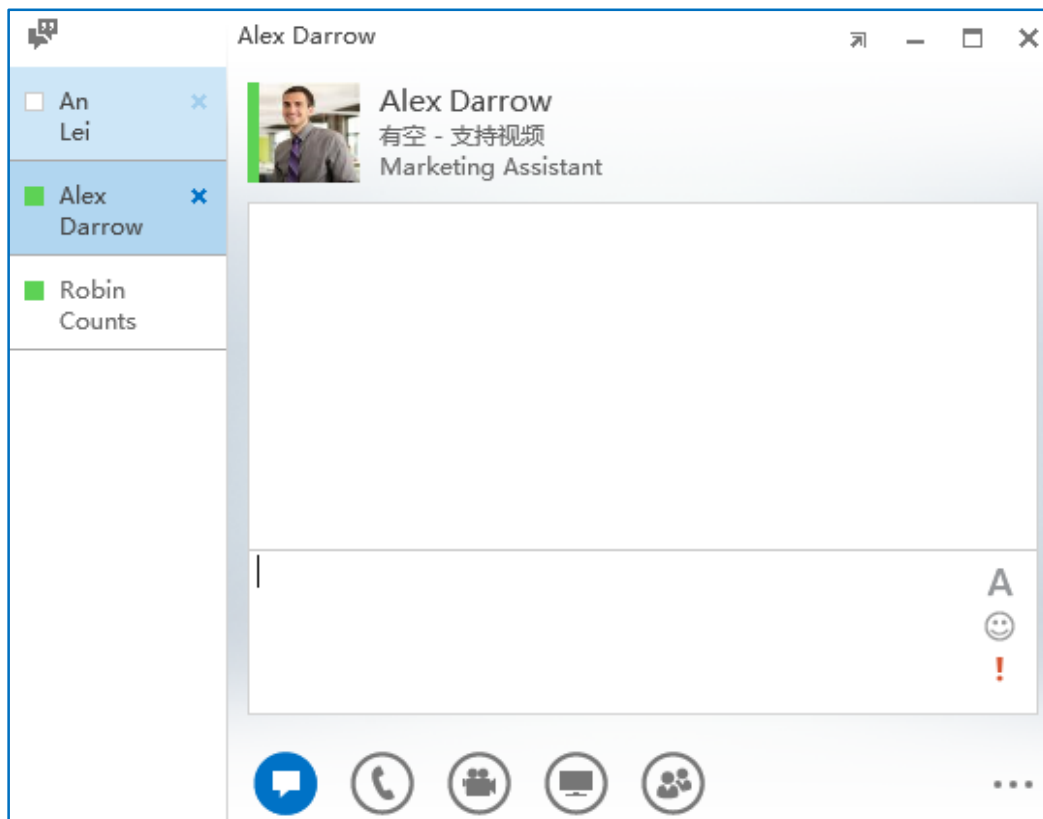 Alex Darrow
An
Lei
Alex
Darrow
Robin
Counts
Alex Darrow
有空 - 支持视频
Marketing Assistant
A
!